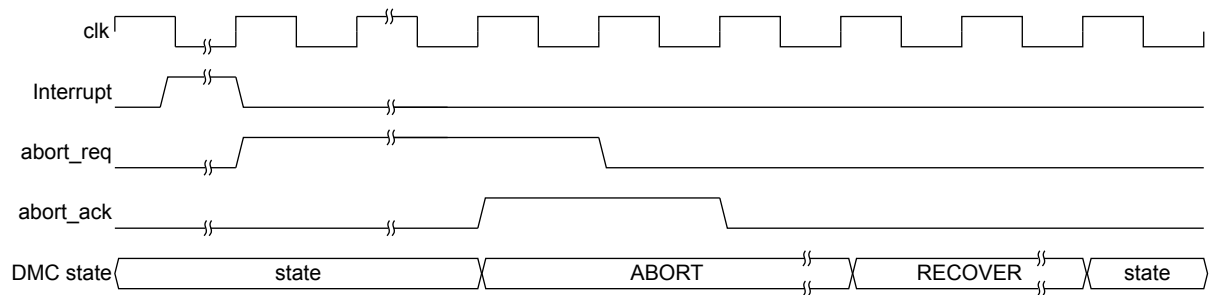 clk
Interrupt
abort_req
abort_ack
DMC state state ABORT RECOVER state